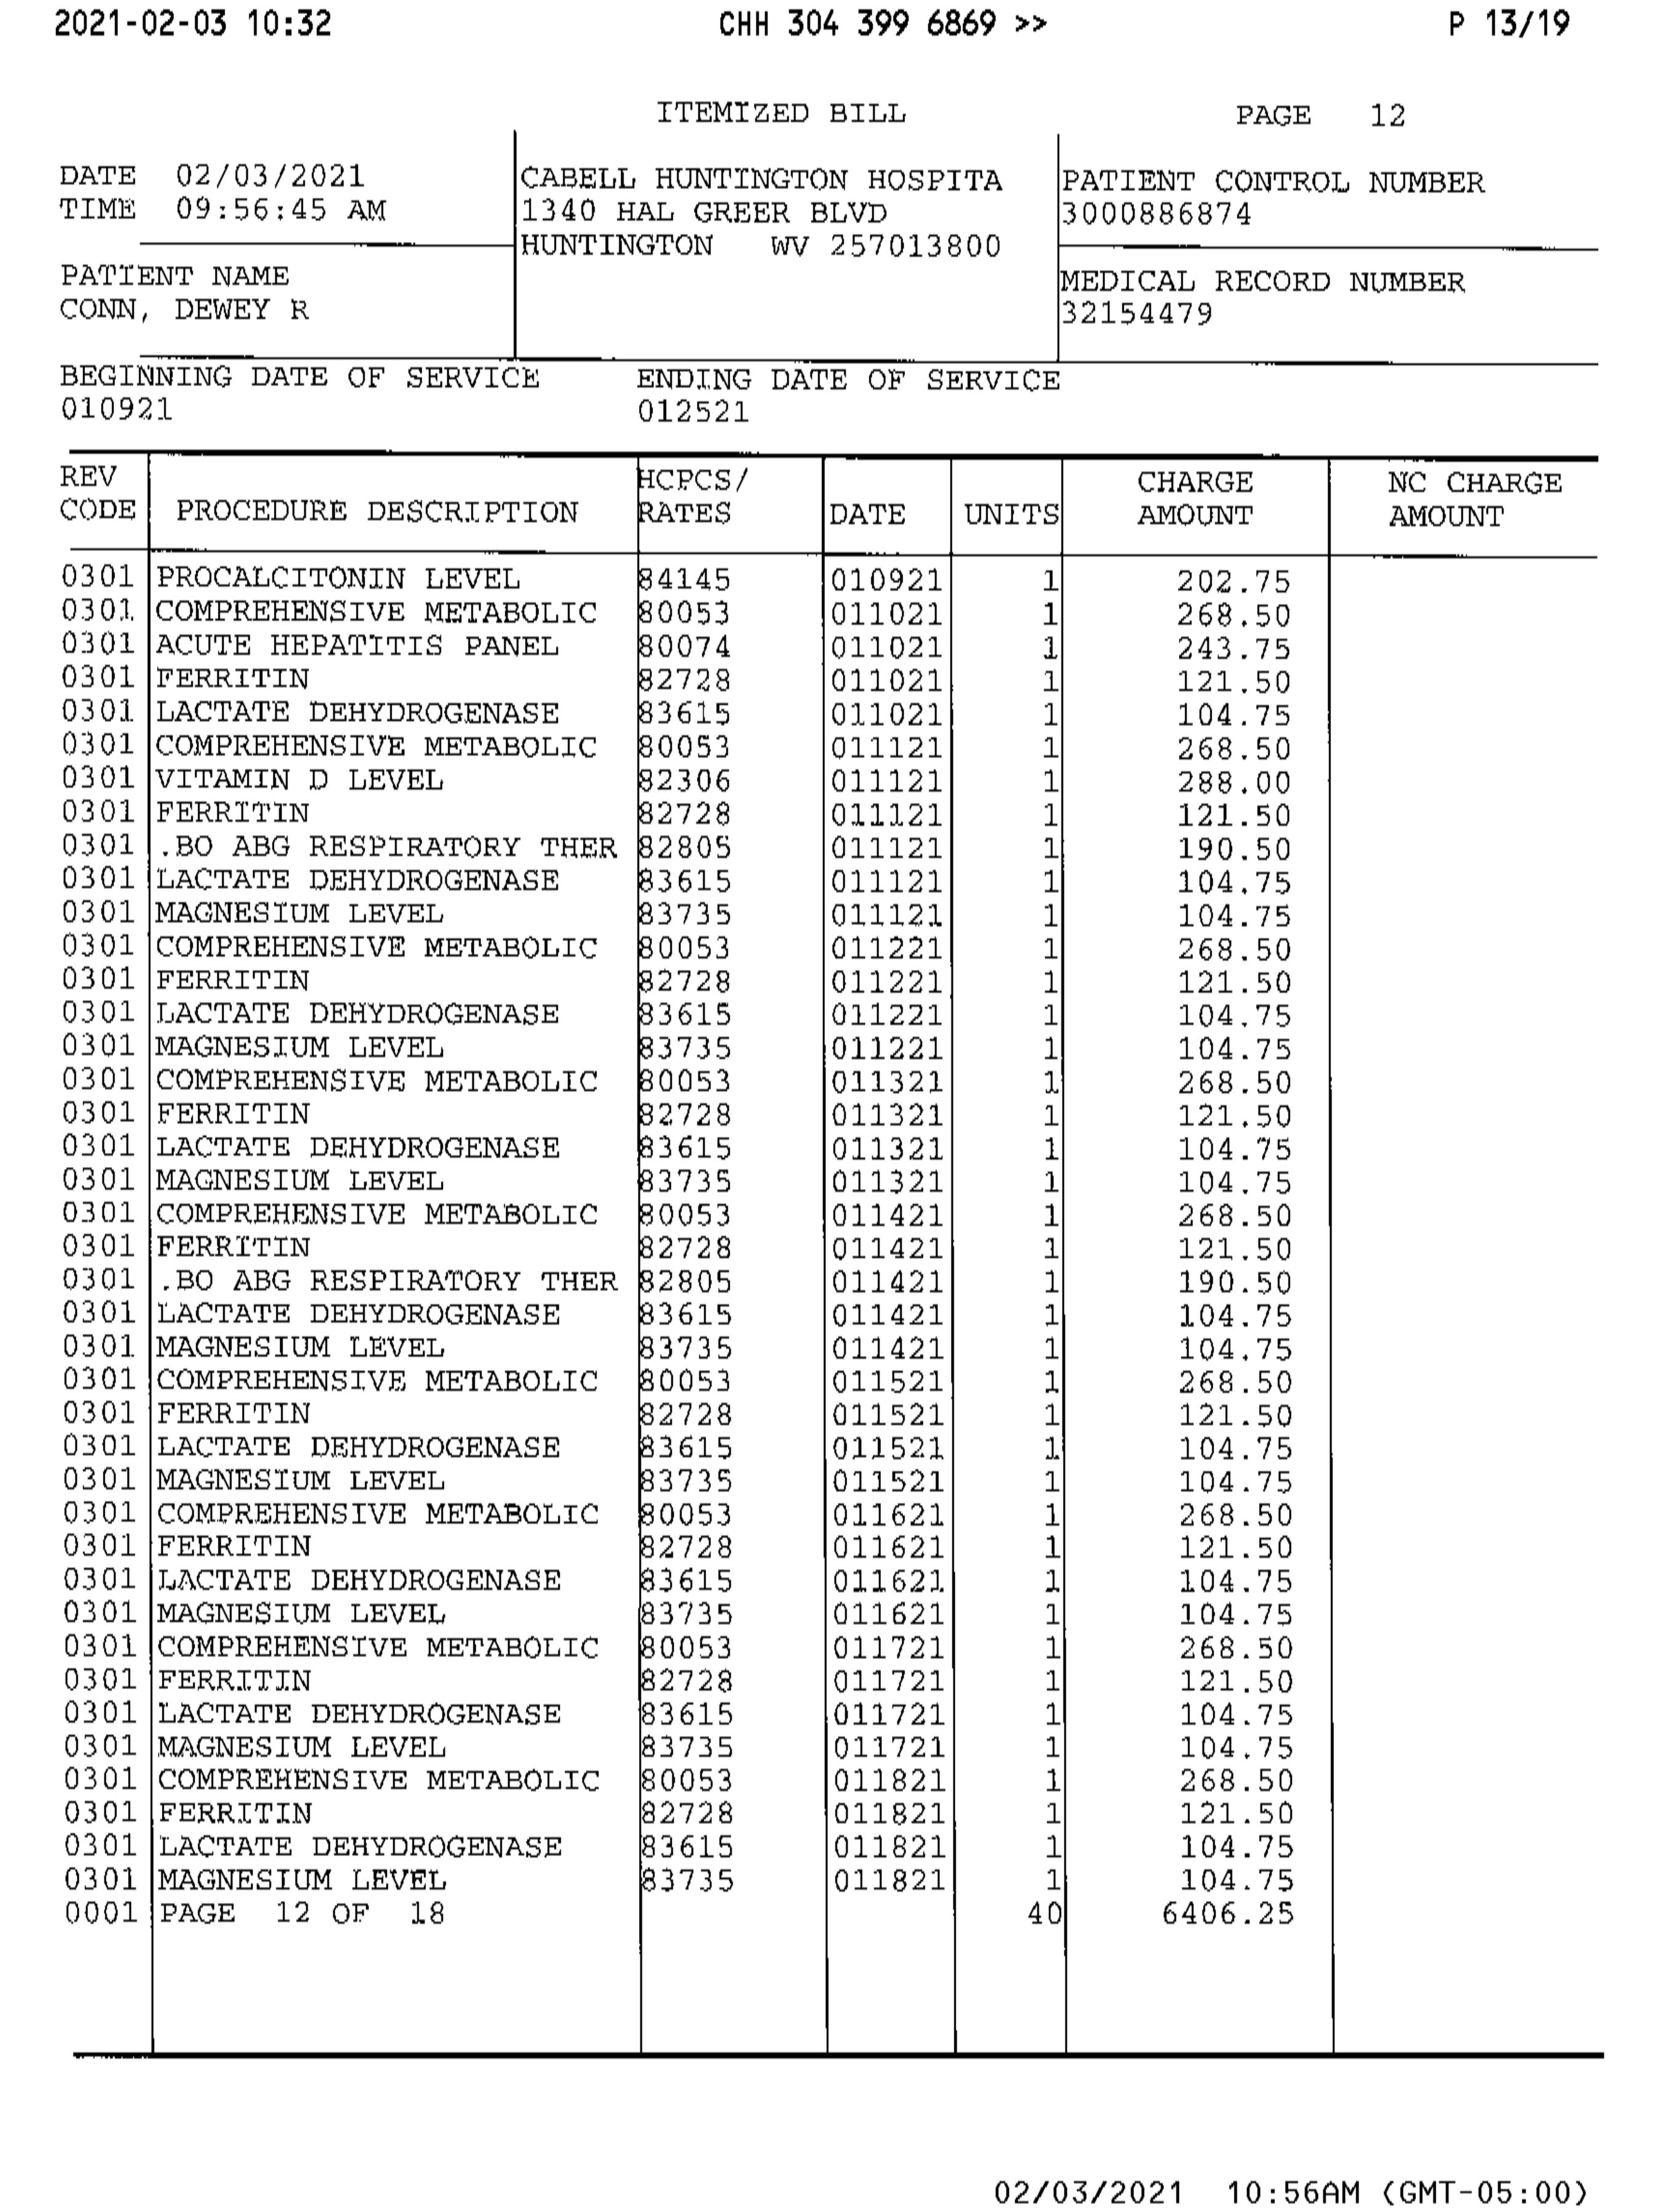 2021-02-03 10:32 CHH 304 399 6869 >> P 13/19
ITEMIZED BILL PAGE 12
DATE 02/03/2021 CABELL HUNTINGTON HOSPITA PATIENT CONTROL NUMBER
TIME 09:56:45 AM 1340 HAL GREER BLVD 3000886874
HUNTINGTON WV 257013800
PATIENT NAME MEDICAL RECORD NUMBER
CONN, DEWEY R 32154479
BEGINNING DATE OF SERVICE ENDING DATE OF SERVICE
010921 012521
REV HCPCS/ CHARGE NC CHARGE
CODE PROCEDURE DESCRIPTION RATES DATE UNITS AMOUNT AMOUNT
0301 PROCALCITONIN LEVEL 84145 010921 1 202.75
0301 COMPREHENSIVE METABOLIC 80053 011021 1 268.50
0301 ACUTE HEPATITIS PANEL 80074 011021 1 243.75
0301 FERRITIN 82728 011021 1 121.50
0301 LACTATE DEHYDROGENASE 83615 011021 1 104.75
0301 COMPREHENSIVE METABOLIC 80053 011121 1 268.50
0301 VITAMIN D LEVEL 82306 011121 1 288.00
0301 FERRITIN 82728 011121 1 121.50
0301 .BO ABG RESPIRATORY THER 82805 011121 1 190.50
0301 LACTATE DEHYDROGENASE 83615 011121 1 104.75
0301 MAGNESIUM LEVEL 83735 011121 1 104.75
0301 COMPREHENSIVE METABOLIC 80053 011221 1 268.50
0301 FERRITIN 82728 011221 1 121.50
0301 LACTATE DEHYDROGENASE 83615 011221 1 104.75
0301 MAGNESIUM LEVEL 83735 011221 1 104.75
0301 COMPREHENSIVE METABOLIC 80053 011321 1 268.50
0301 FERRITIN 82728 011321 1 121.50
0301 LACTATE DEHYDROGENASE 83615 011321 1 104.75
0301 MAGNESIUM LEVEL 83735 011321 1 104.75
0301 COMPREHENSIVE METABOLIC 80053 011421 1 268.50
0301 FERRITIN 82728 011421 1 121.50
0301 .BO ABG RESPIRATORY THER 82805 011421 1 190.50
0301 LACTATE DEHYDROGENASE 83615 011421 1 104.75
0301 MAGNESIUM LEVEL 83735 011421 1 104.75
0301 COMPREHENSIVE METABOLIC 80053 011521 1 268.50
0301 FERRITIN 82728 011521 1 121.50
0301 LACTATE DEHYDROGENASE 83615 011521 1 104.75
0301 MAGNESIUM LEVEL 83735 011521 1 104.75
0301 COMPREHENSIVE METABOLIC 80053 011621 1 268.50
0301 FERRITIN 82728 011621 1 121.50
0301 LACTATE DEHYDROGENASE 83615 011621 1 104.75
0301 MAGNESIUM LEVEL 83735 011621 1 104.75
0301 COMPREHENSIVE METABOLIC 80053 011721 1 268.50
0301 FERRITIN 82728 011721 1 121.50
0301 LACTATE DEHYDROGENASE 83615 011721 1 104.75
0301 MAGNESIUM LEVEL 83735 011721 1 104.75
0301 COMPREHENSIVE METABOLIC 80053 011821 1 268.50
0301 FERRITIN 82728 011821 1 121.50
0301 LACTATE DEHYDROGENASE 83615 011821 1 104.75
0301 MAGNESIUM LEVEL 83735 011821 1 104.75
0001 PAGE 12 OF 18 40 6406.25
02/03/2021 10:56AM (GMT-05:00)